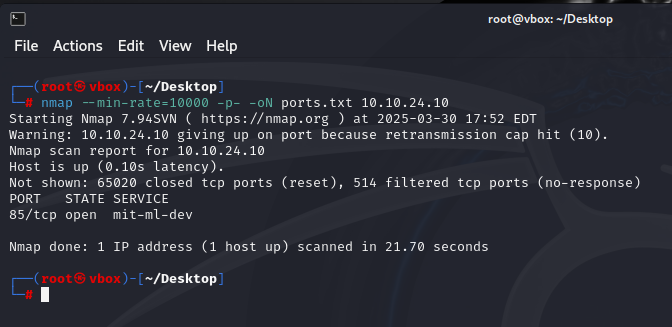 root@vbox: ~/Desktop
File Actions Edit View Help
┌──(root㉿vbox)-[~/Desktop]
└─# nmap --min-rate=10000 -p- -oN ports.txt 10.10.24.10
Starting Nmap 7.94SVN ( https://nmap.org ) at 2025-03-30 17:52 EDT
Warning: 10.10.24.10 giving up on port because retransmission cap hit (10).
Nmap scan report for 10.10.24.10
Host is up (0.10s latency).
Not shown: 65020 closed tcp ports (reset), 514 filtered tcp ports (no-response)
PORT   STATE SERVICE
85/tcp open  mit-ml-dev
Nmap done: 1 IP address (1 host up) scanned in 21.70 seconds
┌──(root㉿vbox)-[~/Desktop]
└─#